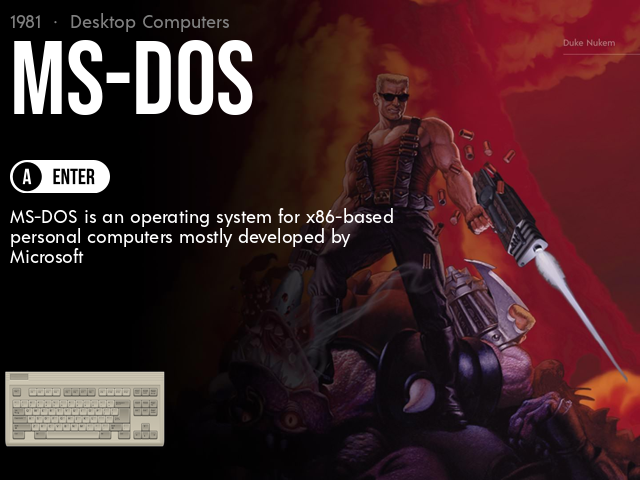 1981 · Desktop Computers
MS-DOS
Duke Nukem
A ENTER
MS-DOS is an operating system for x86-based
personal computers mostly developed by
Microsoft